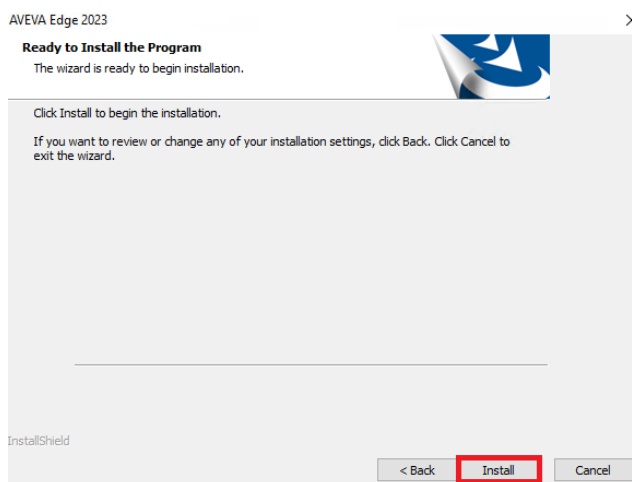 AVEVA Edge 2023
Ready to Install the Program
The wizard is ready to begin installation.
Click Install to begin the installation.
If you want to review or change any of your installation settings, click Back. Click Cancel to
exit the wizard.
InstallShield
< Back Install Cancel